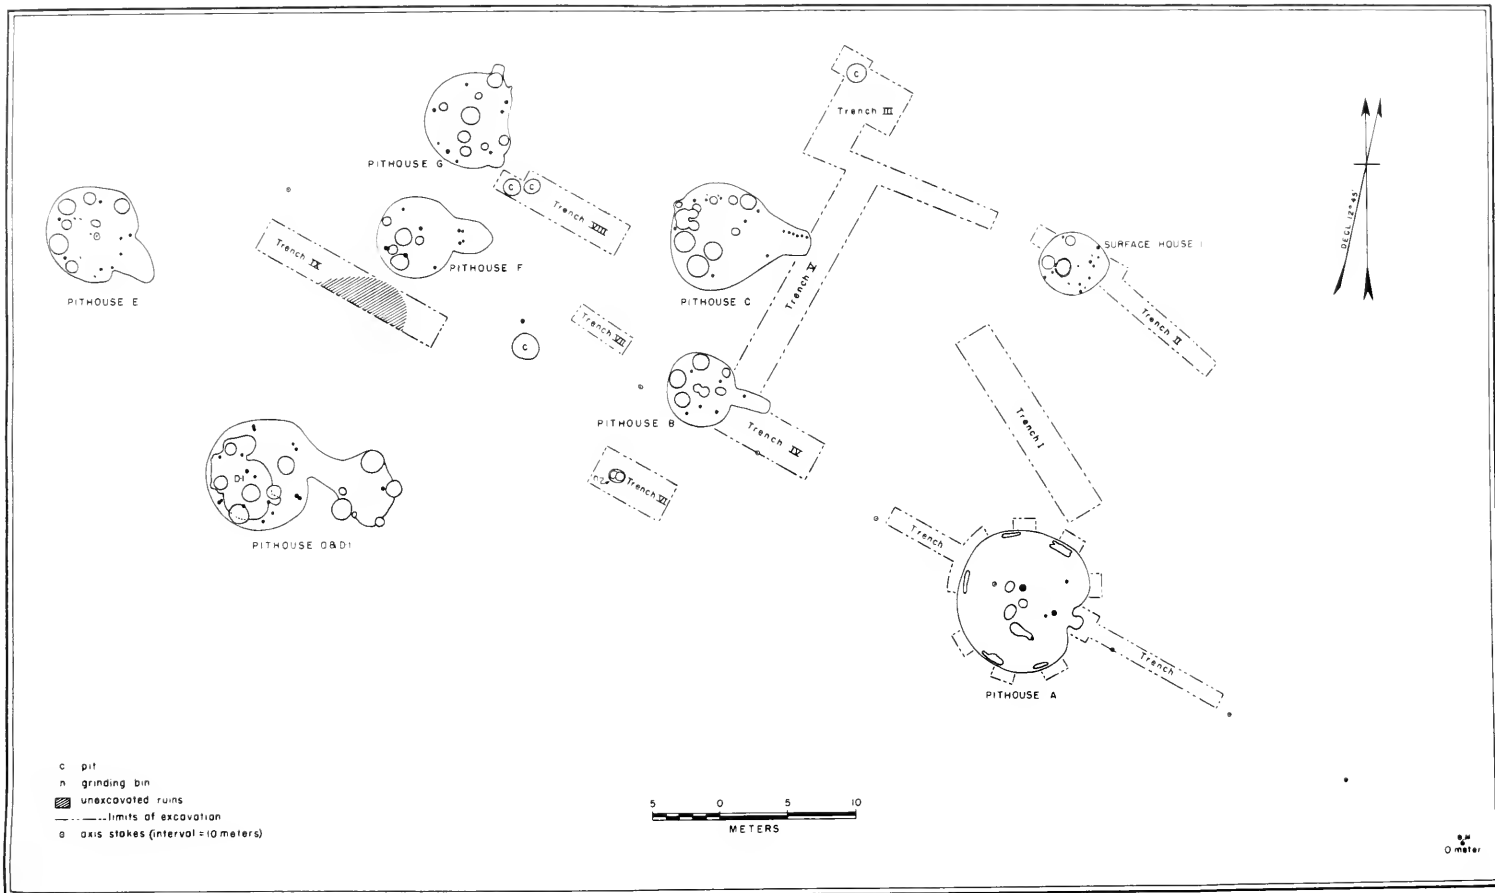 C
Trench III
PITHOUSE G
C C
Trench VIII
DECL. 12° 45'
PITHOUSE E
Trench IX
PITHOUSE F
PITHOUSE C
Trench V
SURFACE HOUSE I
Trench II
Trench VII
C
PITHOUSE B
Trench IV
Trench I
D-1
n?
Trench VI
PITHOUSE D&D1
Trench
Trench
PITHOUSE A
c pit
n grinding bin
unexcavated ruins
limits of excavation
axis stakes (interval = 10 meters)
5 0 5 10
METERS
B M
0 meter